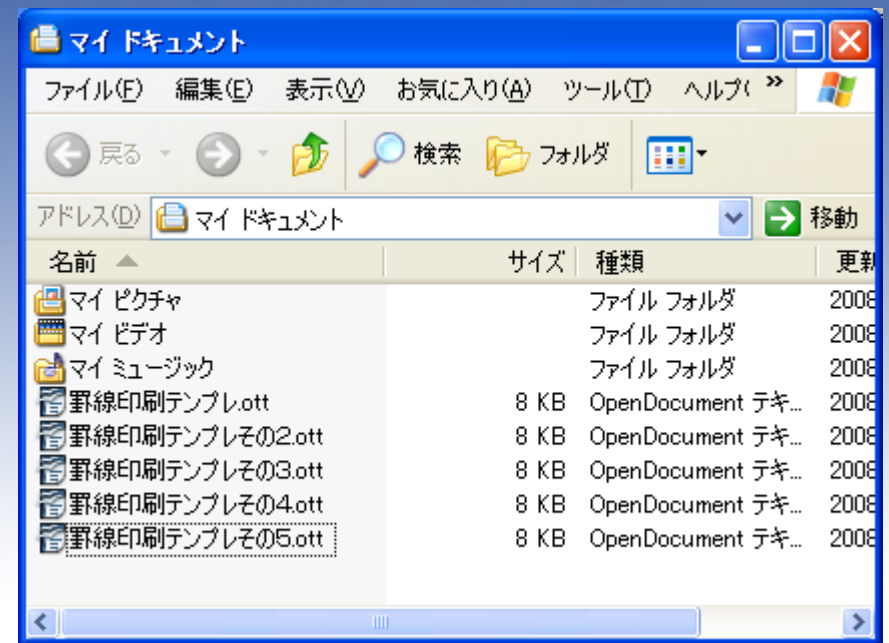 マイ ドキュメント
ファイル(F) 編集(E) 表示(V) お気に入り(A) ツール(T) ヘルプ( »
戻る 検索 フォルダ
アドレス(D) マイ ドキュメント 移動
名前 サイズ 種類 更新
マイ ピクチャ ファイル フォルダ 2008
マイ ビデオ ファイル フォルダ 2008
マイ ミュージック ファイル フォルダ 2008
罫線印刷テンプレ.ott 8 KB OpenDocument テキ... 2008
罫線印刷テンプレその2.ott 8 KB OpenDocument テキ... 2008
罫線印刷テンプレその3.ott 8 KB OpenDocument テキ... 2008
罫線印刷テンプレその4.ott 8 KB OpenDocument テキ... 2008
罫線印刷テンプレその5.ott 8 KB OpenDocument テキ... 2008